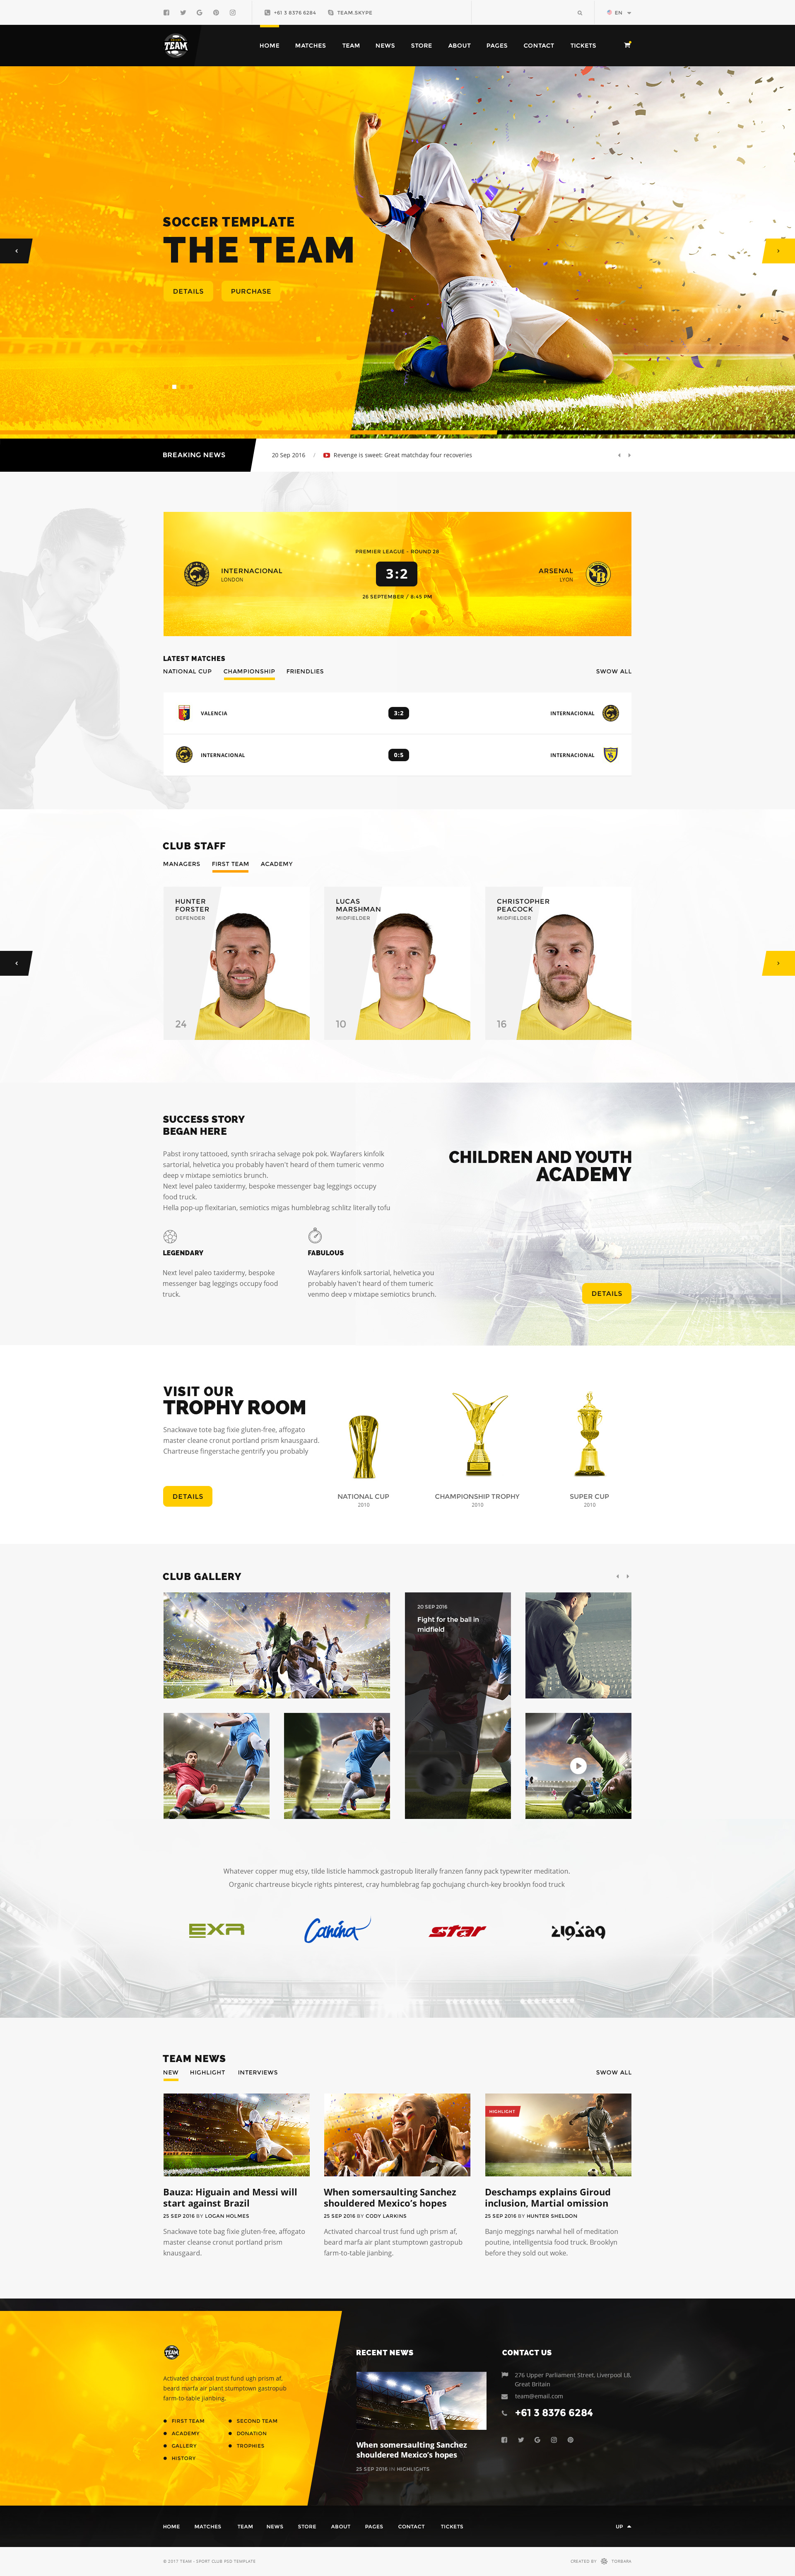 +61 3 8376 6284 TEAM.SKYPE EN
TEAM
HOME MATCHES TEAM NEWS STORE ABOUT PAGES CONTACT TICKETS
SOCCER TEMPLATE
THE TEAM
DETAILS PURCHASE
BREAKING NEWS 20 Sep 2016 / Revenge is sweet: Great matchday four recoveries
PREMIER LEAGUE - ROUND 28
INTERNACIONAL
LONDON
3:2
ARSENAL
LYON
26 SEPTEMBER / 6:45 PM
LATEST MATCHES
NATIONAL CUP CHAMPIONSHIP FRIENDLIES SWOW ALL
VALENCIA 3:2 INTERNACIONAL
INTERNACIONAL 0:5 INTERNACIONAL
CLUB STAFF
MANAGERS FIRST TEAM ACADEMY
HUNTER
FORSTER
DEFENDER
24
LUCAS
MARSHMAN
MIDFIELDER
10
CHRISTOPHER
PEACOCK
MIDFIELDER
16
SUCCESS STORY
BEGAN HERE
Pabst irony tattooed, synth sriracha selvage pok pok. Wayfarers kinfolk
sartorial, helvetica you probably haven't heard of them tumeric venmo
deep v mixtape semiotics brunch.
Next level paleo taxidermy, bespoke messenger bag leggings occupy
food truck.
Hella pop-up flexitarian, semiotics migas humblebrag schlitz literally tofu
LEGENDARY
Next level paleo taxidermy, bespoke
messenger bag leggings occupy food
truck.
FABULOUS
Wayfarers kinfolk sartorial, helvetica you
probably haven't heard of them tumeric
venmo deep v mixtape semiotics brunch.
CHILDREN AND YOUTH
ACADEMY
DETAILS
VISIT OUR
TROPHY ROOM
Snackwave tote bag fixie gluten-free, affogato
master cleane cronut portland prism knausgaard.
Chartreuse fingerstache gentrify you probably
DETAILS
NATIONAL CUP
2010
CHAMPIONSHIP TROPHY
2010
SUPER CUP
2010
CLUB GALLERY
20 SEP 2016
Fight for the ball in
midfield
Whatever copper mug etsy, tilde listicle hammock gastropub literally franzen fanny pack typewriter meditation.
Organic chartreuse bicycle rights pinterest, cray humblebrag fap gochujang church-key brooklyn food truck
EXR
star
TEAM NEWS
NEW HIGHLIGHT INTERVIEWS SWOW ALL
Bauza: Higuain and Messi will
start against Brazil
25 SEP 2016 BY LOGAN HOLMES
Snackwave tote bag fixie gluten-free, affogato
master cleanse cronut portland prism
knausgaard.
When somersaulting Sanchez
shouldered Mexico's hopes
25 SEP 2016 BY CODY LARKINS
Activated charcoal trust fund ugh prism af,
beard marfa air plant stumptown gastropub
farm-to-table jianbing.
HIGHLIGHT
Deschamps explains Giroud
inclusion, Martial omission
25 SEP 2016 BY HUNTER SHELDON
Banjo meggings narwhal hell of meditation
poutine, intelligentsia food truck. Brooklyn
before they sold out woke.
TEAM
Activated charcoal trust fund ugh prism af,
beard marfa air plant stumptown gastropub
farm-to-table jianbing.
FIRST TEAM SECOND TEAM
ACADEMY DONATION
GALLERY TROPHIES
HISTORY
RECENT NEWS
When somersaulting Sanchez
shouldered Mexico's hopes
25 SEP 2016 IN HIGHLIGHTS
CONTACT US
276 Upper Parliament Street, Liverpool L8,
Great Britain
team@email.com
+61 3 8376 6284
HOME MATCHES TEAM NEWS STORE ABOUT PAGES CONTACT TICKETS UP
© 2017 TEAM - SPORT CLUB PSD TEMPLATE CREATED BY TORBARA